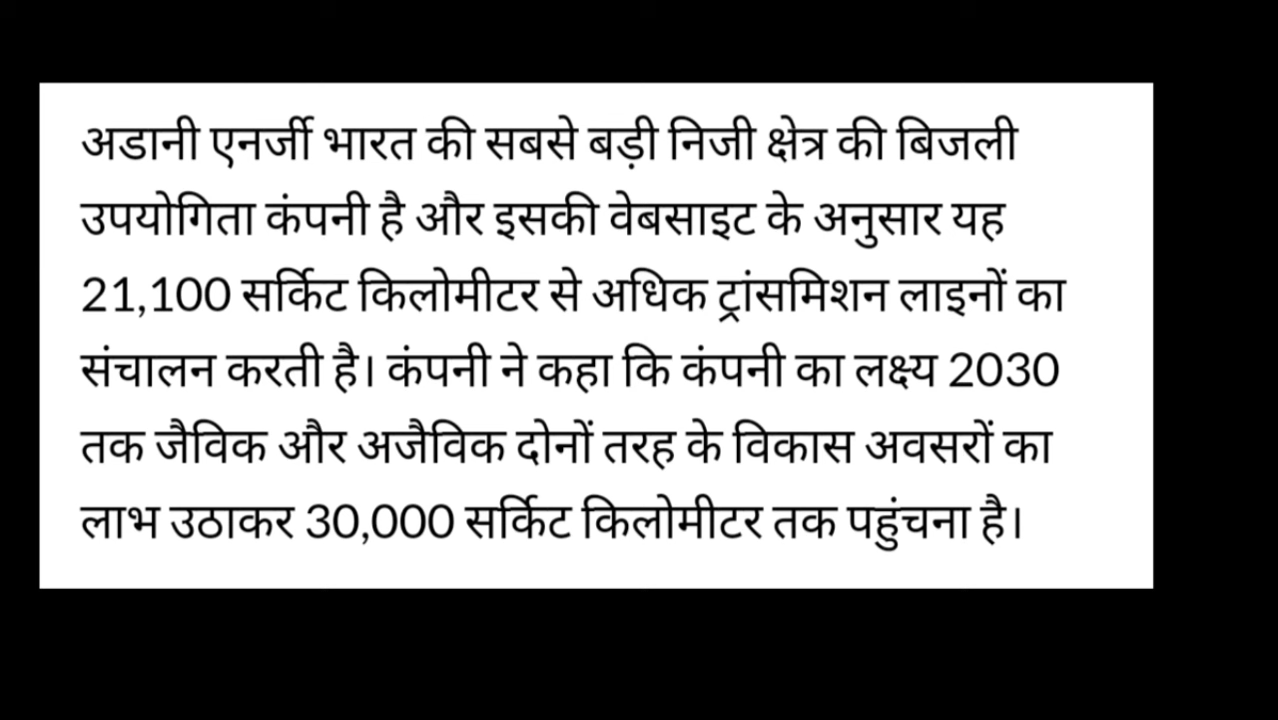 अडानी एनर्जी भारत की सबसे बड़ी निजी क्षेत्र की बिजली
उपयोगिता कंपनी है और इसकी वेबसाइट के अनुसार यह
21,100 सर्किट किलोमीटर से अधिक ट्रांसमिशन लाइनों का
संचालन करती है। कंपनी ने कहा कि कंपनी का लक्ष्य 2030
तक जैविक और अजैविक दोनों तरह के विकास अवसरों का
लाभ उठाकर 30,000 सर्किट किलोमीटर तक पहुंचना है।